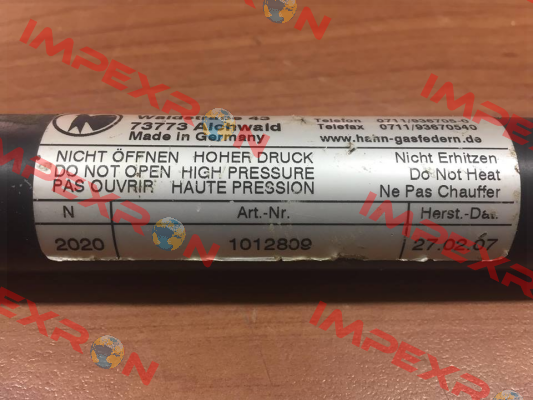 Waldstraße 43
73773 Aichwald
Made in Germany
Telefon 0711/936705-0
Telefax 0711/93670540
www.hahn-gasfedern.de
NICHT ÖFFNEN HOHER DRUCK
DO NOT OPEN HIGH PRESSURE
PAS OUVRIR HAUTE PRESSION
Nicht Erhitzen
Do Not Heat
Ne Pas Chauffer
N Art.-Nr. Herst.-Dat.
2020 1012809 27.02.07
IMPEXRON
IMPEXRON
IMPEXRON
IMPEXRON
IMPEXRON